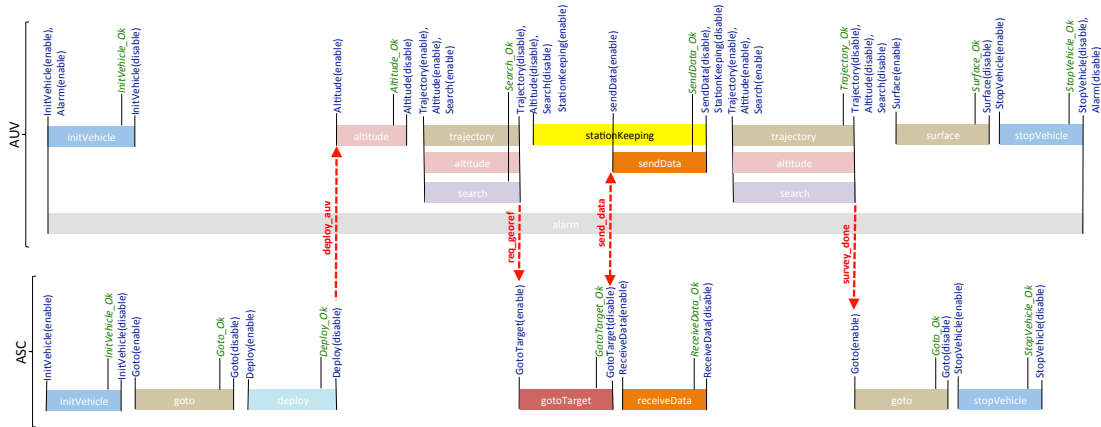 AUV
InitVehicle(enable),
Alarm(enable)
InitVehicle_Ok
InitVehicle(disable)
Altitude(enable)
Altitude_Ok
Altitude(disable)
Trajectory(enable),
Altitude(enable),
Search(enable)
Search_Ok
Trajectory(enable),
Altitude(disable),
Search(disable)
StationKeeping(enable)
sendData(enable)
SendData_Ok
SendData(disable),
StationKeeping(disable)
Trajectory(enable),
Altitude(enable),
Search(enable)
Trajectory_Ok
Trajectory(disable),
Altitude(disable),
Search(disable)
Surface(enable)
Surface_Ok
Surface(disable)
StopVehicle(enable)
StopVehicle_Ok
StopVehicle(disable),
Alarm(disable)
initVehicle
altitude
trajectory
stationKeeping
trajectory
surface
stopVehicle
altitude
sendData
altitude
search
search
alarm
deploy_auv
req_georef
send_data
survey_done
ASC
InitVehicle(enable)
InitVehicle_Ok
InitVehicle(disable)
Goto(enable)
Goto_Ok
Goto(disable)
Deploy(enable)
Deploy_Ok
Deploy(disable)
GotoTarget(enable)
GotoTarget_Ok
GotoTarget(disable)
ReceiveData(enable)
ReceiveData_Ok
ReceiveData(disable)
Goto(enable)
Goto_Ok
Goto(disable)
StopVehicle(enable)
StopVehicle_Ok
StopVehicle(disable)
initVehicle
goto
deploy
gotoTarget
receiveData
goto
stopVehicle